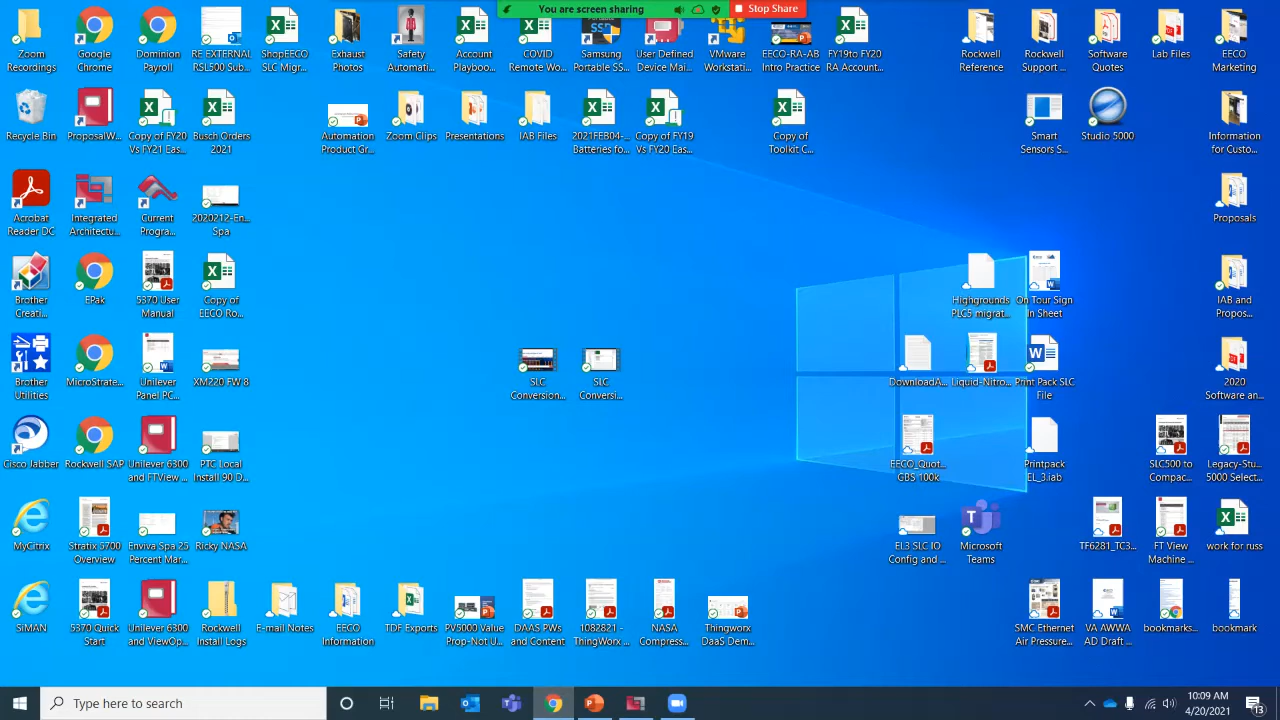 You are screen sharing
Stop Share
Zoom
Recordings
Google
Chrome
Dominion
Payroll
RE EXTERNAL
RSL500 Sub...
ShopEECO
SLC Migr...
Exhaust
Photos
Safety
Automati...
Account
Playboo...
COVID
Remote Wo...
Samsung
Portable SS...
User Defined
Device Mai...
VMware
Workstati...
EECO-RA-AB
Intro Practice
FY19to FY20
RA Account...
Rockwell
Reference
Rockwell
Support ...
Software
Quotes
Lab Files
EECO
Marketing
Recycle Bin
ProposalW...
Copy of FY20
Vs FY21 Eas...
Busch Orders
2021
Automation
Product Gr...
Zoom Clips
Presentations
IAB Files
2021FEB04-...
Batteries fo...
Copy of FY19
Vs FY20 Eas...
Copy of
Toolkit C...
Smart
Sensors S...
Studio 5000
Information
for Custo...
Acrobat
Reader DC
Integrated
Architectu...
Current
Progra...
2020212-En...
Spa
Proposals
Brother
Creati...
EPak
5370 User
Manual
Copy of
EECO Ro...
Highgrounds
PLC5 migrat...
On Tour Sign
In Sheet
IAB and
Propos...
Brother
Utilities
MicroStrate...
Unilever
Panel PC...
XM220 FW 8
SLC
Conversion...
SLC
Conversi...
DownloadA...
Liquid-Nitro...
Print Pack SLC
File
2020
Software an...
Cisco Jabber
Rockwell SAP
Unilever 6300
and FTView ...
PTC Local
Install 90 D...
EECO_Quot...
GBS 100k
Printpack
EL_3.iab
SLC500 to
Compac...
Legacy-Stu...
5000 Select...
MyCitrix
Stratix 5700
Overview
Enviva Spa 25
Percent Mar...
Ricky NASA
EL3 SLC IO
Config and ...
Microsoft
Teams
TF6281_TC3...
FT View
Machine ...
work for russ
SiMAN
5370 Quick
Start
Unilever 6300
and ViewOp...
Rockwell
Install Logs
E-mail Notes
EECO
Information
TDF Exports
PV5000 Value
Prop-Not U...
DAAS PWs
and Content
1082821 -
ThingWorx ...
NASA
Compress...
Thingworx
DaaS Dem...
SMC Ethernet
Air Pressure...
VA AWWA
AD Draft ...
bookmarks...
bookmark
Type here to search
10:09 AM
4/20/2021